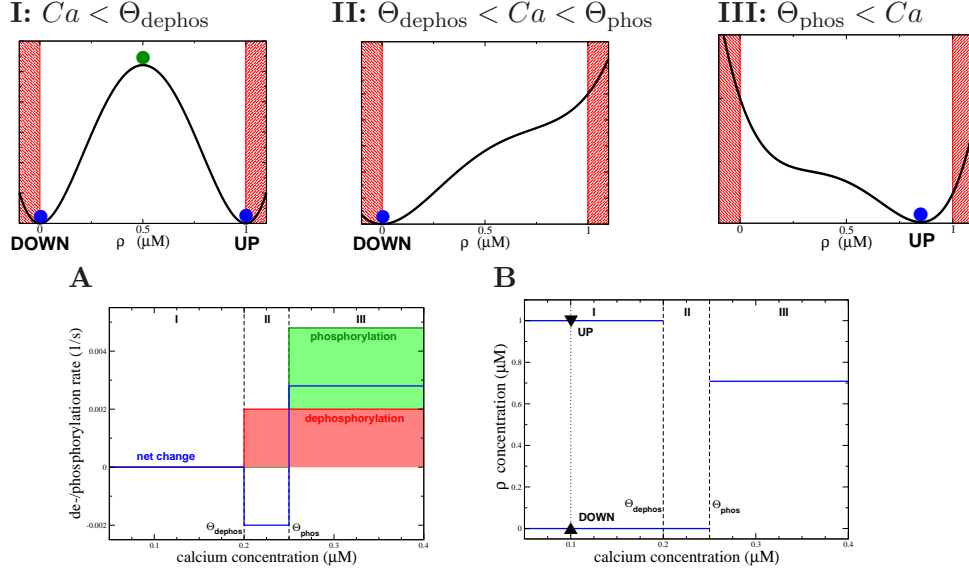 I: Ca < Θdephos
II: Θdephos < Ca < Θphos
III: Θphos < Ca
0 0.5 1
ρ (μM)
DOWN UP
0 0.5 1
ρ (μM)
DOWN
0 0.5 1
ρ (μM)
UP
A
I II III
phosphorylation
dephosphorylation
net change
Θdephos
Θphos
0.004
0.002
0
-0.002
de-/phosphorylation rate (1/s)
0.1 0.2 0.3 0.4
calcium concentration (μM)
B
I II III
UP
DOWN
Θdephos
Θphos
1
0.8
0.6
0.4
0.2
0
ρ concentration (μM)
0.1 0.2 0.3 0.4
calcium concentration (μM)